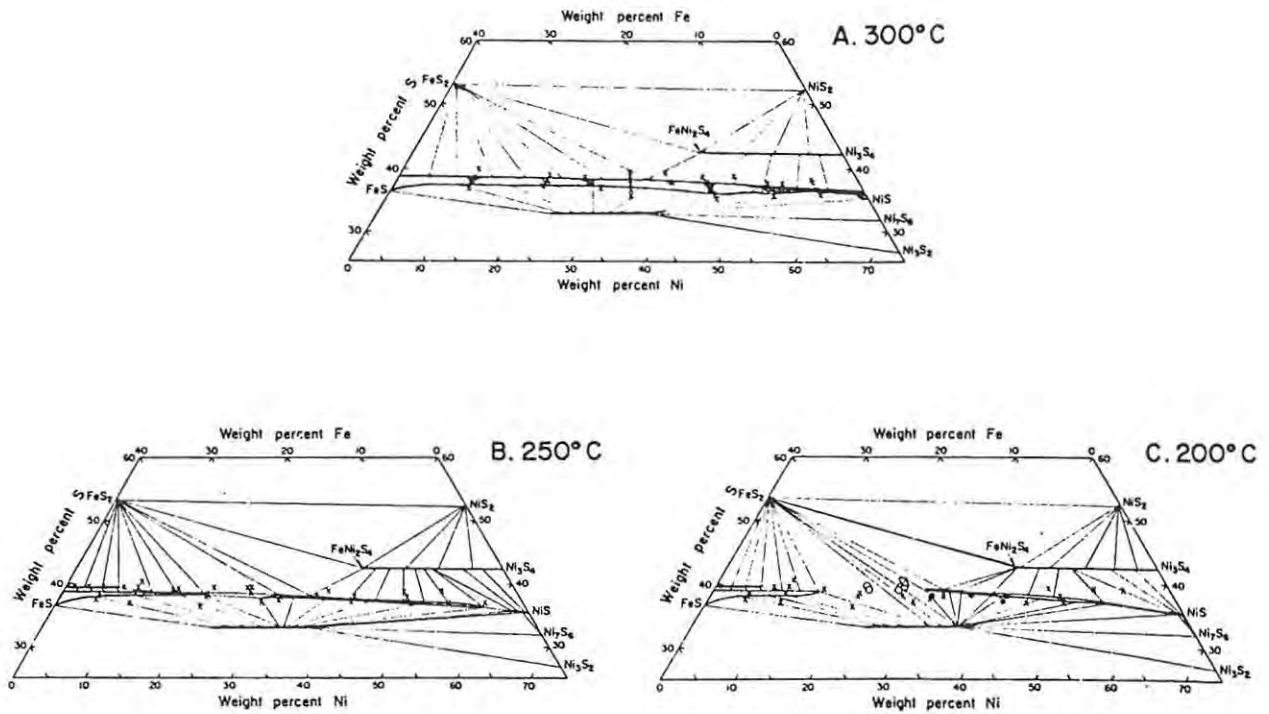 Weight percent Fe
A. 300°C
60 40 30 20 10 0 60
FeS2
NiS2
50 50
Weight percent S
FeNi2S4
Ni3S4
40 40
FeS
NiS
Ni7S6
30 30
Ni3S2
0 10 20 30 40 50 60 70
Weight percent Ni
Weight percent Fe
B. 250°C
60 40 30 20 10 0 60
FeS2
NiS2
50 50
Weight percent S
FeNi2S4
Ni3S4
40 40
FeS
NiS
Ni7S6
30 30
Ni3S2
0 10 20 30 40 50 60 70
Weight percent Ni
Weight percent Fe
C. 200°C
60 40 30 20 10 0 60
FeS2
NiS2
50 50
Weight percent S
FeNi2S4
Ni3S4
40 40
FeS
NiS
Ni7S6
30 30
Ni3S2
0 10 20 30 40 50 60 70
Weight percent Ni